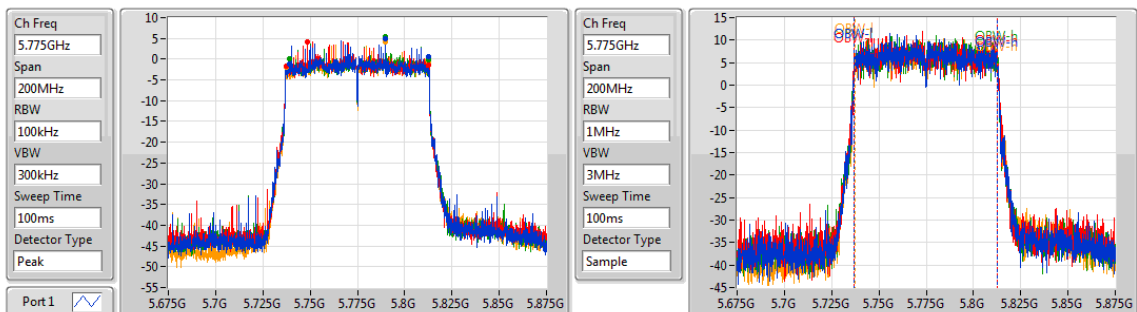 Ch Freq
5.775GHz
Span
200MHz
RBW
100kHz
VBW
300kHz
Sweep Time
100ms
Detector Type
Peak
Port 1
10
5
0
-5
-10
-15
-20
-25
-30
-35
-40
-45
-50
-55
5.675G 5.7G 5.725G 5.75G 5.775G 5.8G 5.825G 5.85G 5.875G
Ch Freq
5.775GHz
Span
200MHz
RBW
1MHz
VBW
3MHz
Sweep Time
100ms
Detector Type
Sample
15
10
5
0
-5
-10
-15
-20
-25
-30
-35
-40
-45
OBW-l
OBW-h
5.675G 5.7G 5.725G 5.75G 5.775G 5.8G 5.825G 5.85G 5.875G